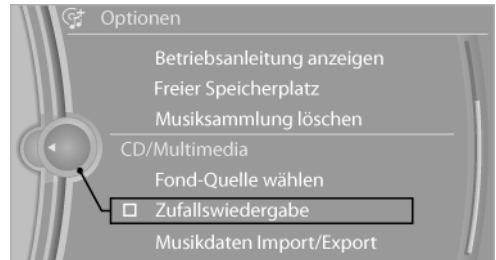 Optionen
Betriebsanleitung anzeigen
Freier Speicherplatz
Musiksammlung löschen
CD/Multimedia
Fond-Quelle wählen
Zufallswiedergabe
Musikdaten Import/Export